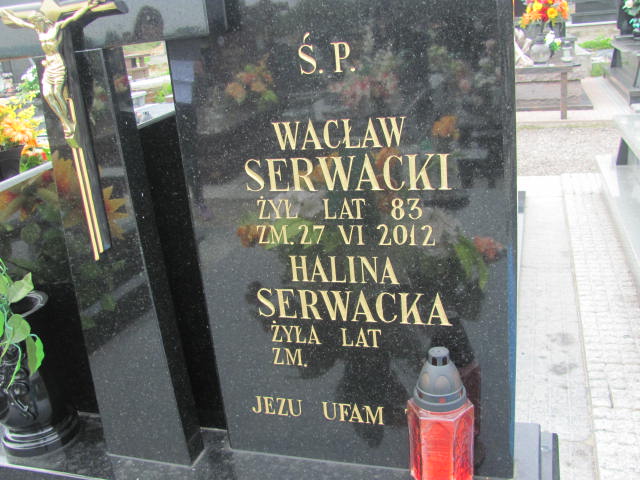 Ś.P.
WACŁAW
SERWACKI
ŻYŁ LAT 83
ZM. 27 VI 2012
HALINA
SERWACKA
ŻYŁA LAT
ZM.
JEZU UFAM